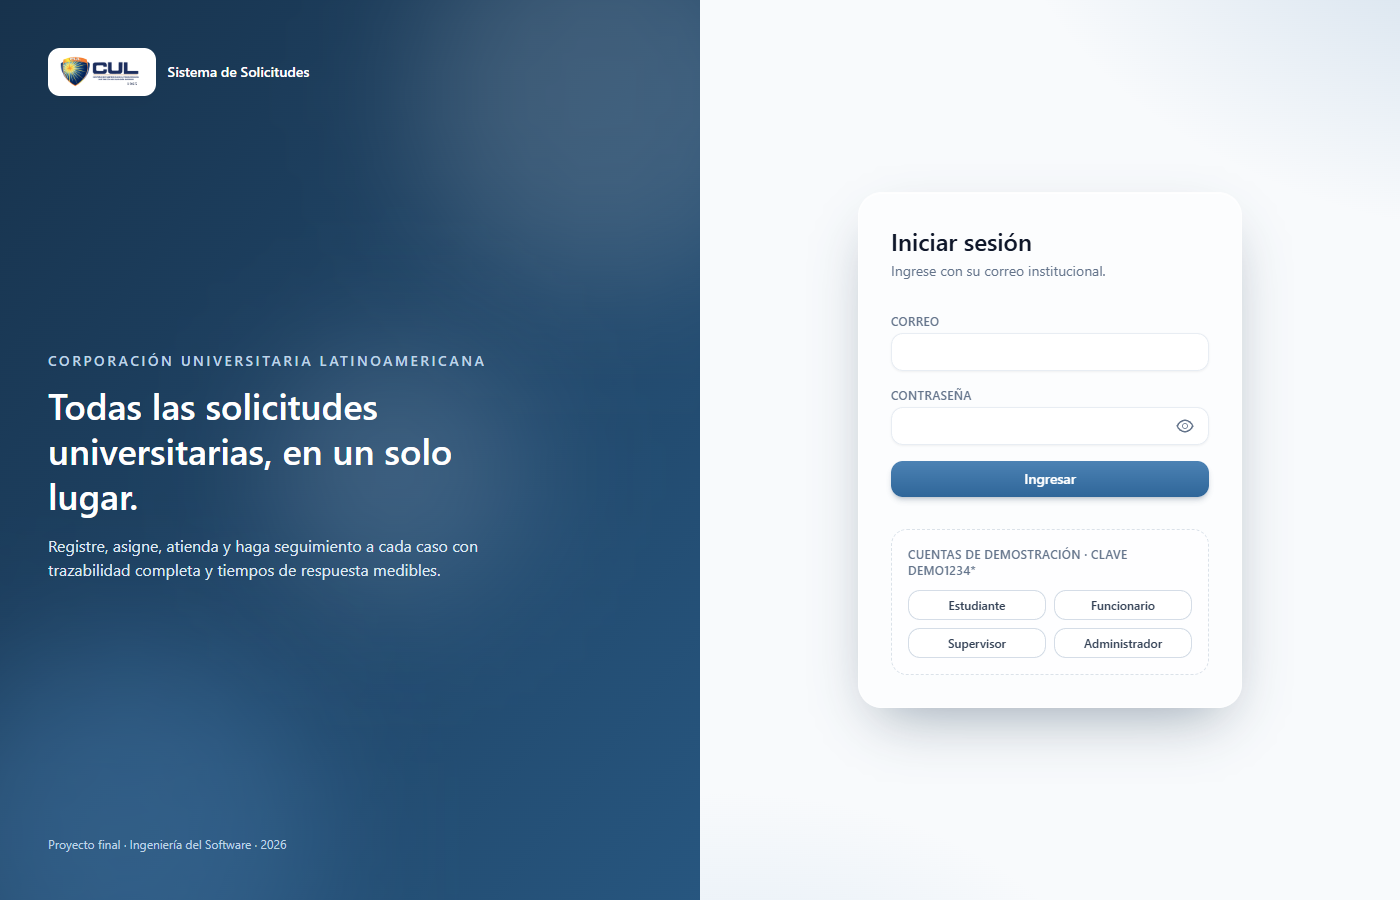 CUL
Sistema de Solicitudes
CORPORACIÓN UNIVERSITARIA LATINOAMERICANA
Todas las solicitudes
universitarias, en un solo
lugar.
Registre, asigne, atienda y haga seguimiento a cada caso con
trazabilidad completa y tiempos de respuesta medibles.
Proyecto final · Ingeniería del Software · 2026
Iniciar sesión
Ingrese con su correo institucional.
CORREO
CONTRASEÑA
Ingresar
CUENTAS DE DEMOSTRACIÓN · CLAVE
DEMO1234*
Estudiante
Funcionario
Supervisor
Administrador